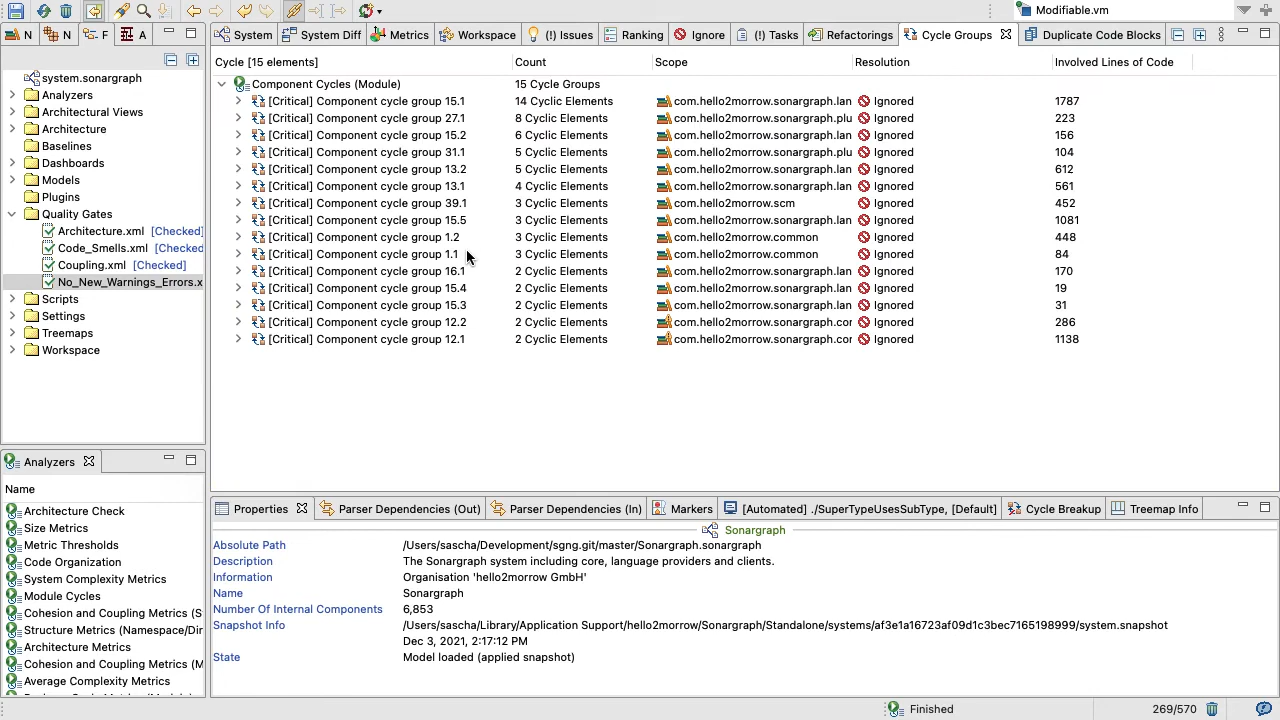 Modifiable.vm
N
N
F
A
system.sonargraph
Analyzers
Architectural Views
Architecture
Baselines
Dashboards
Models
Plugins
Quality Gates
Architecture.xml [Checked]
Code_Smells.xml [Checked
Coupling.xml [Checked]
No_New_Warnings_Errors.x
Scripts
Settings
Treemaps
Workspace
Analyzers
Name
Architecture Check
Size Metrics
Metric Thresholds
Code Organization
System Complexity Metrics
Module Cycles
Cohesion and Coupling Metrics (S
Structure Metrics (Namespace/Dir
Architecture Metrics
Cohesion and Coupling Metrics (M
Average Complexity Metrics
System
System Diff
Metrics
Workspace
(!) Issues
Ranking
Ignore
(!) Tasks
Refactorings
Cycle Groups
Duplicate Code Blocks
Cycle [15 elements] Count Scope Resolution Involved Lines of Code
Component Cycles (Module) 15 Cycle Groups
[Critical] Component cycle group 15.1 14 Cyclic Elements com.hello2morrow.sonargraph.lan Ignored 1787
[Critical] Component cycle group 27.1 8 Cyclic Elements com.hello2morrow.sonargraph.plu Ignored 223
[Critical] Component cycle group 15.2 6 Cyclic Elements com.hello2morrow.sonargraph.lan Ignored 156
[Critical] Component cycle group 31.1 5 Cyclic Elements com.hello2morrow.sonargraph.plu Ignored 104
[Critical] Component cycle group 13.2 5 Cyclic Elements com.hello2morrow.sonargraph.lan Ignored 612
[Critical] Component cycle group 13.1 4 Cyclic Elements com.hello2morrow.sonargraph.lan Ignored 561
[Critical] Component cycle group 39.1 3 Cyclic Elements com.hello2morrow.scm Ignored 452
[Critical] Component cycle group 15.5 3 Cyclic Elements com.hello2morrow.sonargraph.lan Ignored 1081
[Critical] Component cycle group 1.2 3 Cyclic Elements com.hello2morrow.common Ignored 448
[Critical] Component cycle group 1.1 3 Cyclic Elements com.hello2morrow.common Ignored 84
[Critical] Component cycle group 16.1 2 Cyclic Elements com.hello2morrow.sonargraph.lan Ignored 170
[Critical] Component cycle group 15.4 2 Cyclic Elements com.hello2morrow.sonargraph.lan Ignored 19
[Critical] Component cycle group 15.3 2 Cyclic Elements com.hello2morrow.sonargraph.lan Ignored 31
[Critical] Component cycle group 12.2 2 Cyclic Elements com.hello2morrow.sonargraph.cor Ignored 286
[Critical] Component cycle group 12.1 2 Cyclic Elements com.hello2morrow.sonargraph.cor Ignored 1138
Properties
Parser Dependencies (Out)
Parser Dependencies (In)
Markers
[Automated] ./SuperTypeUsesSubType, [Default]
Cycle Breakup
Treemap Info
Sonargraph
Absolute Path /Users/sascha/Development/sgng.git/master/Sonargraph.sonargraph
Description The Sonargraph system including core, language providers and clients.
Information Organisation 'hello2morrow GmbH'
Name Sonargraph
Number Of Internal Components 6,853
Snapshot Info /Users/sascha/Library/Application Support/hello2morrow/Sonargraph/Standalone/systems/af3e1a16723af09d1c3bec7165198999/system.snapshot
Dec 3, 2021, 2:17:12 PM
State Model loaded (applied snapshot)
Finished
269/570